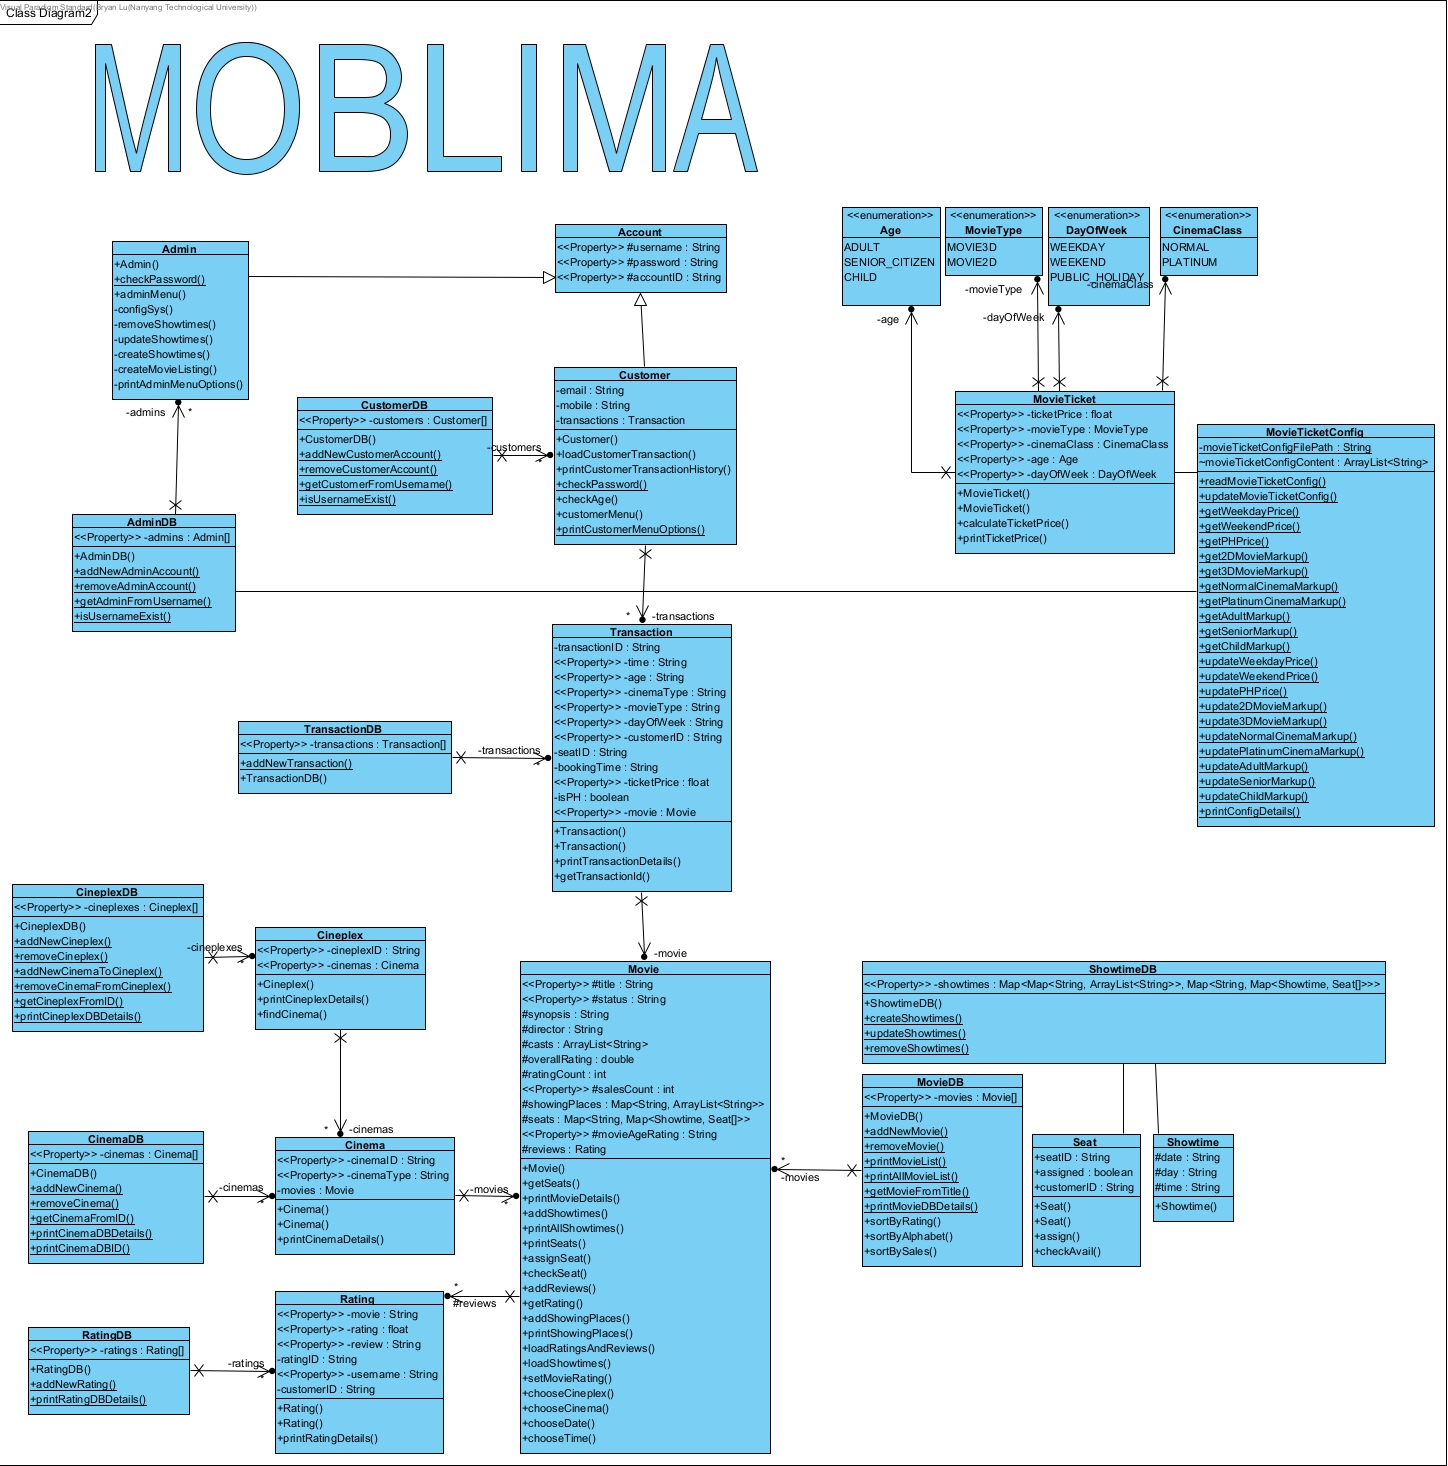 Visual Paradigm Standard(Bryan Lu(Nanyang Technological University))
Class Diagram2
MOBLIMA
Admin
+Admin()
+checkPassword()
+adminMenu()
-configSys()
-removeShowtimes()
-updateShowtimes()
-createShowtimes()
-createMovieListing()
-printAdminMenuOptions()
-admins
*
Account
<<Property>> #username : String
<<Property>> #password : String
<<Property>> #accountID : String
<<enumeration>>
Age
ADULT
SENIOR_CITIZEN
CHILD
<<enumeration>>
MovieType
MOVIE3D
MOVIE2D
<<enumeration>>
DayOfWeek
WEEKDAY
WEEKEND
PUBLIC_HOLIDAY
<<enumeration>>
CinemaClass
NORMAL
PLATINUM
-age
-movieType
-dayOfWeek
-cinemaClass
CustomerDB
<<Property>> -customers : Customer[]
+CustomerDB()
+addNewCustomerAccount()
+removeCustomerAccount()
+getCustomerFromUsername()
+isUsernameExist()
-customers
*
Customer
-email : String
-mobile : String
-transactions : Transaction
+Customer()
+loadCustomerTransaction()
+printCustomerTransactionHistory()
+checkPassword()
+checkAge()
+customerMenu()
+printCustomerMenuOptions()
MovieTicket
<<Property>> -ticketPrice : float
<<Property>> -movieType : MovieType
<<Property>> -cinemaClass : CinemaClass
<<Property>> -age : Age
<<Property>> -dayOfWeek : DayOfWeek
+MovieTicket()
+MovieTicket()
+calculateTicketPrice()
+printTicketPrice()
MovieTicketConfig
-movieTicketConfigFilePath : String
~movieTicketConfigContent : ArrayList<String>
+readMovieTicketConfig()
+updateMovieTicketConfig()
+getWeekdayPrice()
+getWeekendPrice()
+getPHPrice()
+get2DMovieMarkup()
+get3DMovieMarkup()
+getNormalCinemaMarkup()
+getPlatinumCinemaMarkup()
+getAdultMarkup()
+getSeniorMarkup()
+getChildMarkup()
+updateWeekdayPrice()
+updateWeekendPrice()
+updatePHPrice()
+update2DMovieMarkup()
+update3DMovieMarkup()
+updateNormalCinemaMarkup()
+updatePlatinumCinemaMarkup()
+updateAdultMarkup()
+updateSeniorMarkup()
+updateChildMarkup()
+printConfigDetails()
AdminDB
<<Property>> -admins : Admin[]
+AdminDB()
+addNewAdminAccount()
+removeAdminAccount()
+getAdminFromUsername()
+isUsernameExist()
*
-transactions
Transaction
-transactionID : String
<<Property>> -time : String
<<Property>> -age : String
<<Property>> -cinemaType : String
<<Property>> -movieType : String
<<Property>> -dayOfWeek : String
<<Property>> -customerID : String
-seatID : String
-bookingTime : String
<<Property>> -ticketPrice : float
-isPH : boolean
<<Property>> -movie : Movie
+Transaction()
+Transaction()
+printTransactionDetails()
+getTransactionId()
TransactionDB
<<Property>> -transactions : Transaction[]
+addNewTransaction()
+TransactionDB()
-transactions
*
-movie
CineplexDB
<<Property>> -cineplexes : Cineplex[]
+CineplexDB()
+addNewCineplex()
+removeCineplex()
+addNewCinemaToCineplex()
+removeCinemaFromCineplex()
+getCineplexFromID()
+printCineplexDBDetails()
-cineplexes
*
Cineplex
<<Property>> -cineplexID : String
<<Property>> -cinemas : Cinema
+Cineplex()
+printCineplexDetails()
+findCinema()
*
-cinemas
Movie
<<Property>> #title : String
<<Property>> #status : String
#synopsis : String
#director : String
#casts : ArrayList<String>
#overallRating : double
#ratingCount : int
<<Property>> #salesCount : int
#showingPlaces : Map<String, ArrayList<String>>
#seats : Map<String, Map<Showtime, Seat[]>>
<<Property>> #movieAgeRating : String
#reviews : Rating
+Movie()
+getSeats()
+printMovieDetails()
+addShowtimes()
+printAllShowtimes()
+printSeats()
+assignSeat()
+checkSeat()
+addReviews()
+getRating()
+addShowingPlaces()
+printShowingPlaces()
+loadRatingsAndReviews()
+loadShowtimes()
+setMovieRating()
+chooseCineplex()
+chooseCinema()
+chooseDate()
+chooseTime()
ShowtimeDB
<<Property>> -showtimes : Map<Map<String, ArrayList<String>>, Map<String, Map<Showtime, Seat[]>>>
+ShowtimeDB()
+createShowtimes()
+updateShowtimes()
+removeShowtimes()
MovieDB
<<Property>> -movies : Movie[]
+MovieDB()
+addNewMovie()
+removeMovie()
+printMovieList()
+printAllMovieList()
+getMovieFromTitle()
+printMovieDBDetails()
+sortByRating()
+sortByAlphabet()
+sortBySales()
*
-movies
Seat
+seatID : String
+assigned : boolean
+customerID : String
+Seat()
+Seat()
+assign()
+checkAvail()
Showtime
#date : String
#day : String
#time : String
+Showtime()
CinemaDB
<<Property>> -cinemas : Cinema[]
+CinemaDB()
+addNewCinema()
+removeCinema()
+getCinemaFromID()
+printCinemaDBDetails()
+printCinemaDBID()
-cinemas
*
Cinema
<<Property>> -cinemaID : String
<<Property>> -cinemaType : String
-movies : Movie
+Cinema()
+Cinema()
+printCinemaDetails()
-movies
*
*
#reviews
Rating
<<Property>> -movie : String
<<Property>> -rating : float
<<Property>> -review : String
-ratingID : String
<<Property>> -username : String
-customerID : String
+Rating()
+Rating()
+printRatingDetails()
RatingDB
<<Property>> -ratings : Rating[]
+RatingDB()
+addNewRating()
+printRatingDBDetails()
-ratings
*